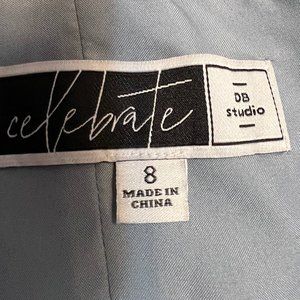 celebrate
DB
studio
8
MADE IN
CHINA